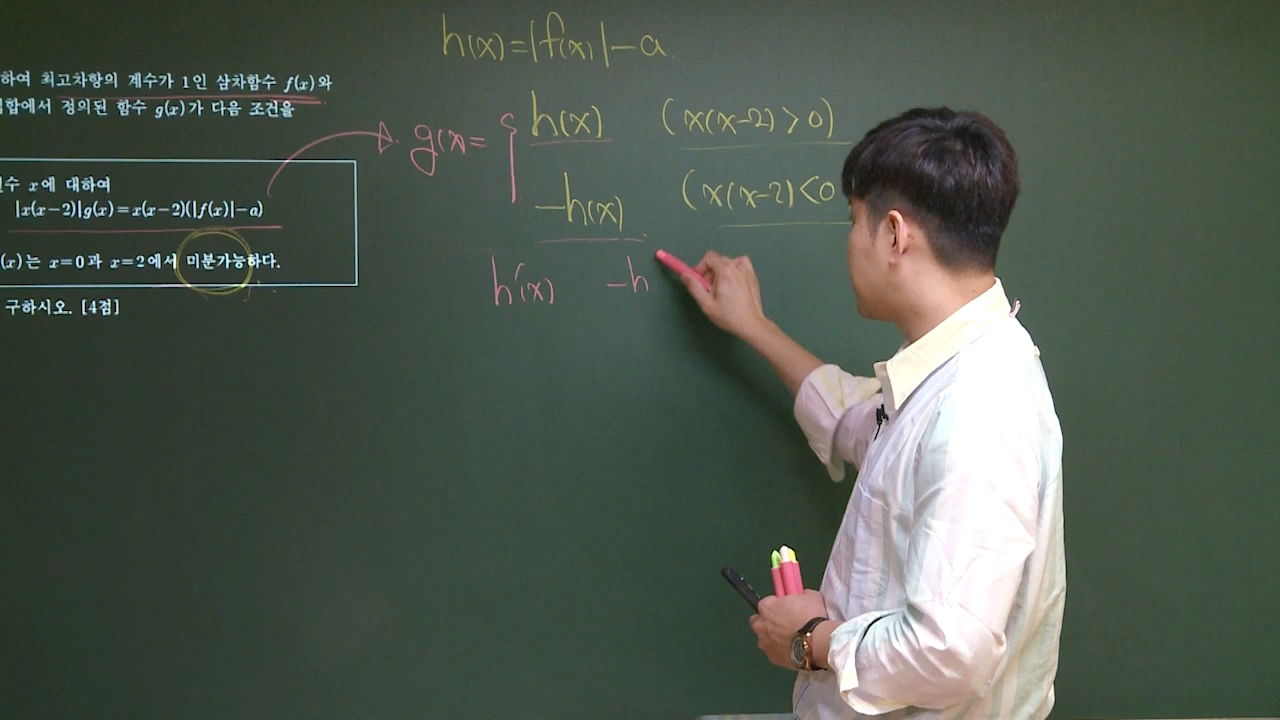 h(x)=|f(x)|-a
하여 최고차항의 계수가 1인 삼차함수 f(x)와
집합에서 정의된 함수 g(x)가 다음 조건을
g(x)= { h(x) (x(x-2)>0)
-h(x) (x(x-2)<0
수 x에 대하여
|x(x-2)|g(x)=x(x-2)(|f(x)|-a)
(x)는 x=0과 x=2에서 미분가능하다.
h'(x) -h
구하시오. [4점]